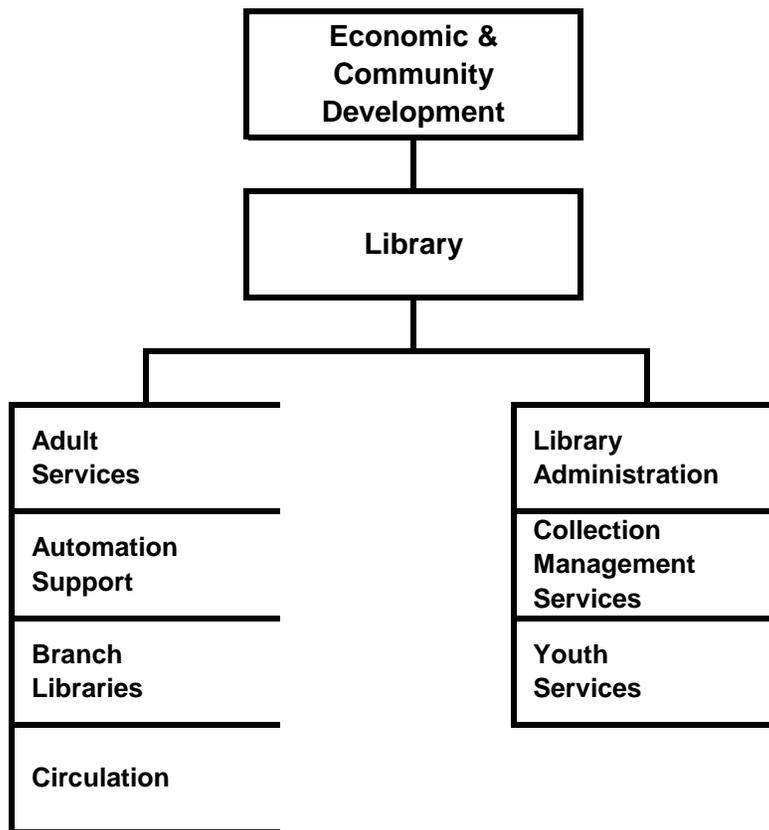 Economic &
Community
Development
Library
Adult
Services
Automation
Support
Branch
Libraries
Circulation
Library
Administration
Collection
Management
Services
Youth
Services